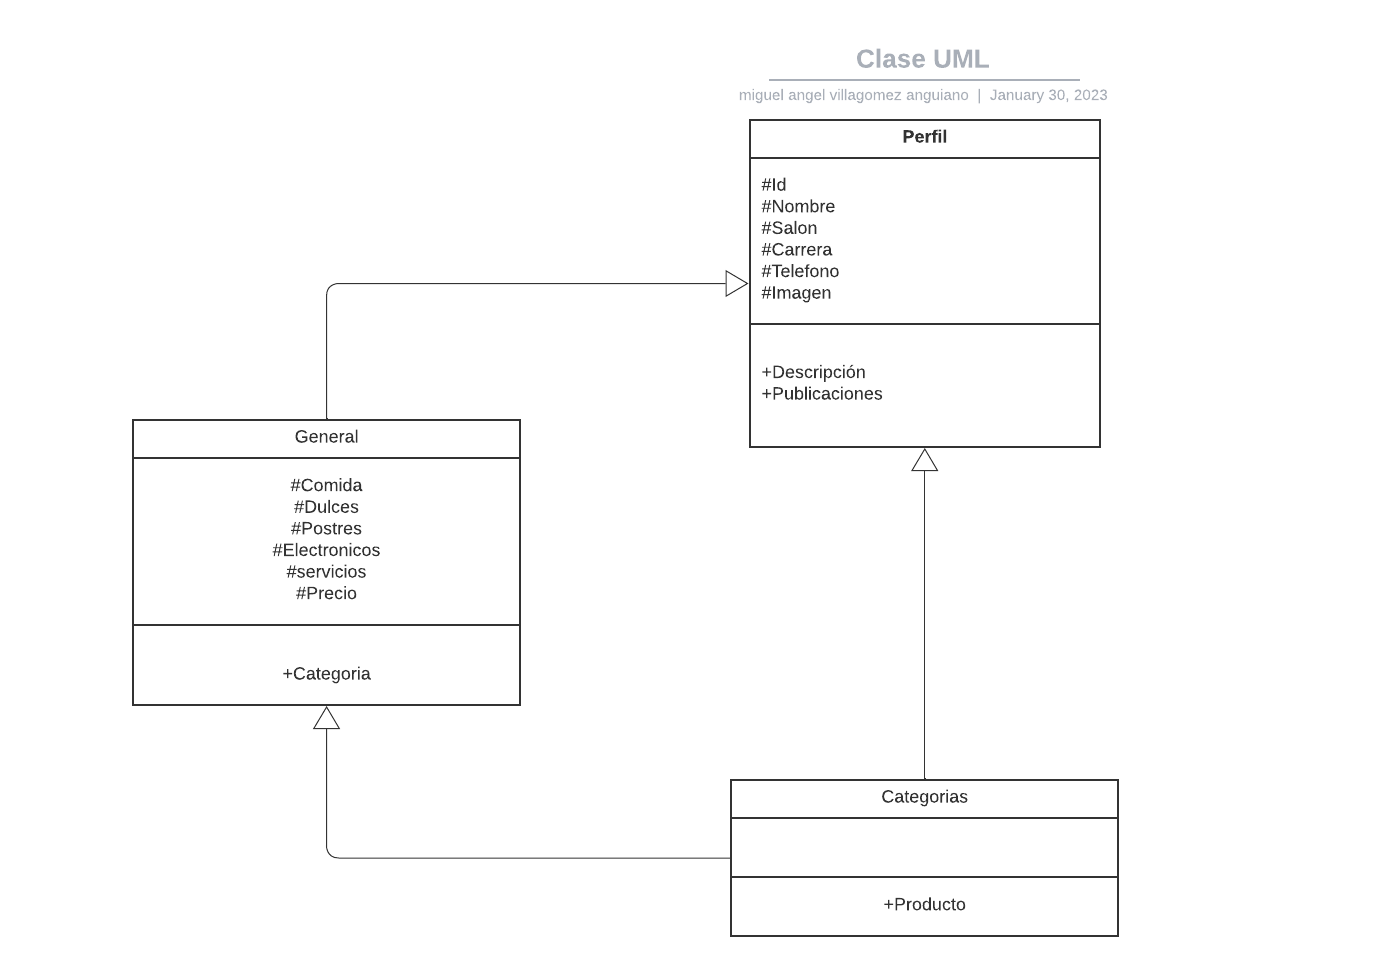 Clase UML
miguel angel villagomez anguiano | January 30, 2023
Perfil
#Id
#Nombre
#Salon
#Carrera
#Telefono
#Imagen
+Descripción
+Publicaciones
General
#Comida
#Dulces
#Postres
#Electronicos
#servicios
#Precio
+Categoria
Categorias
+Producto